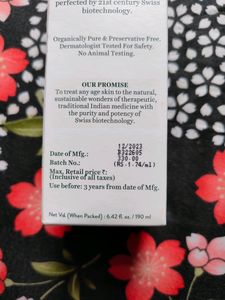 perfected by 21st century Swiss
biotechnology.
Organically Pure & Preservative Free.
Dermatologist Tested For Safety.
No Animal Testing.
OUR PROMISE
To treat any age skin to the natural,
sustainable wonders of therapeutic,
traditional Indian medicine with
the purity and potency of
Swiss biotechnology.
Date of Mfg.: 12/2023
Batch No.: B322605
Max. Retail price ₹: 330.00
(Inclusive of all taxes) (RS. 1.74/ml)
Use before: 3 years from date of Mfg.
Net Vol. (When Packed) : 6.42 fl. oz. / 190 ml